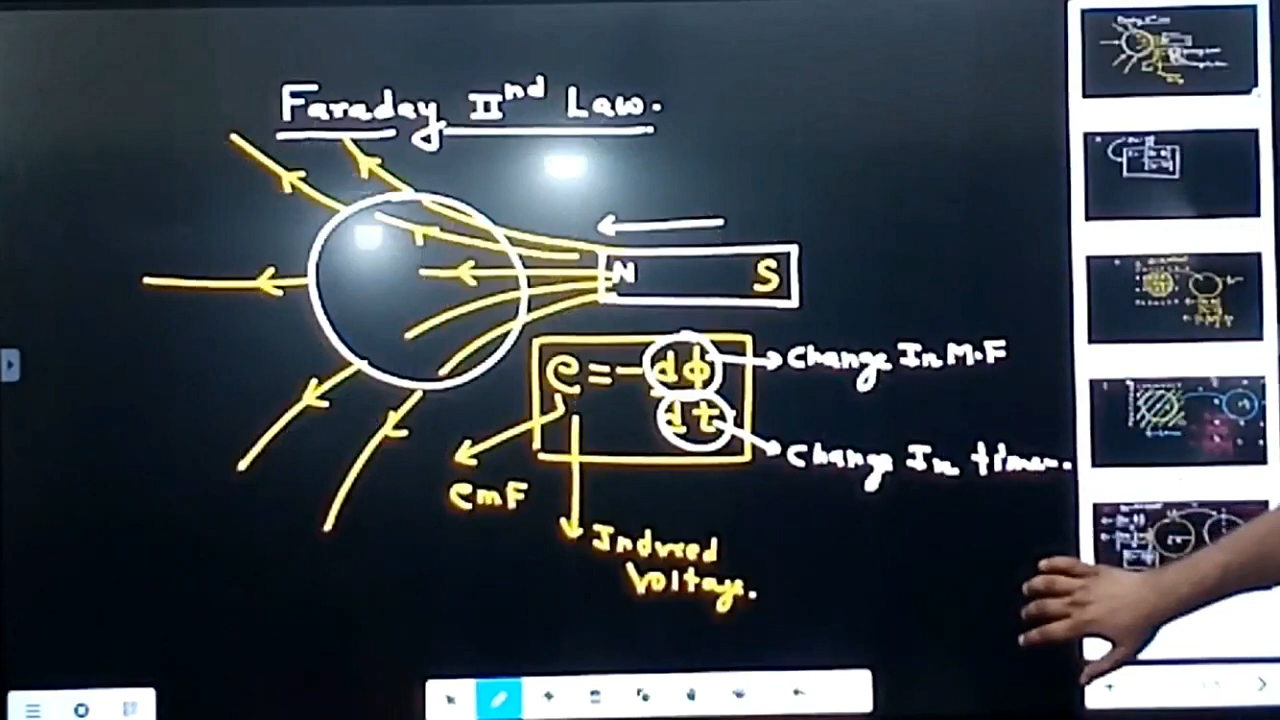 Faraday IInd Law.
N S
e = - dφ
dt
Change In M.F
Change In time
emF
Induced
Voltage.